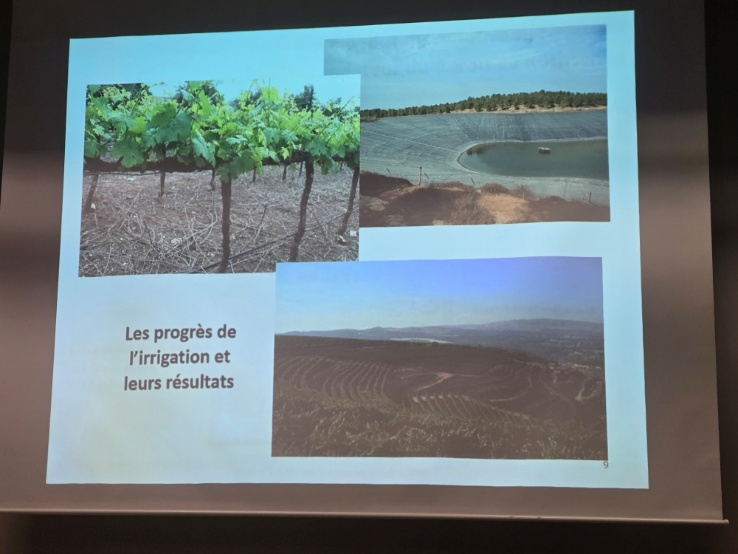 Les progrès de
l'irrigation et
leurs résultats
9